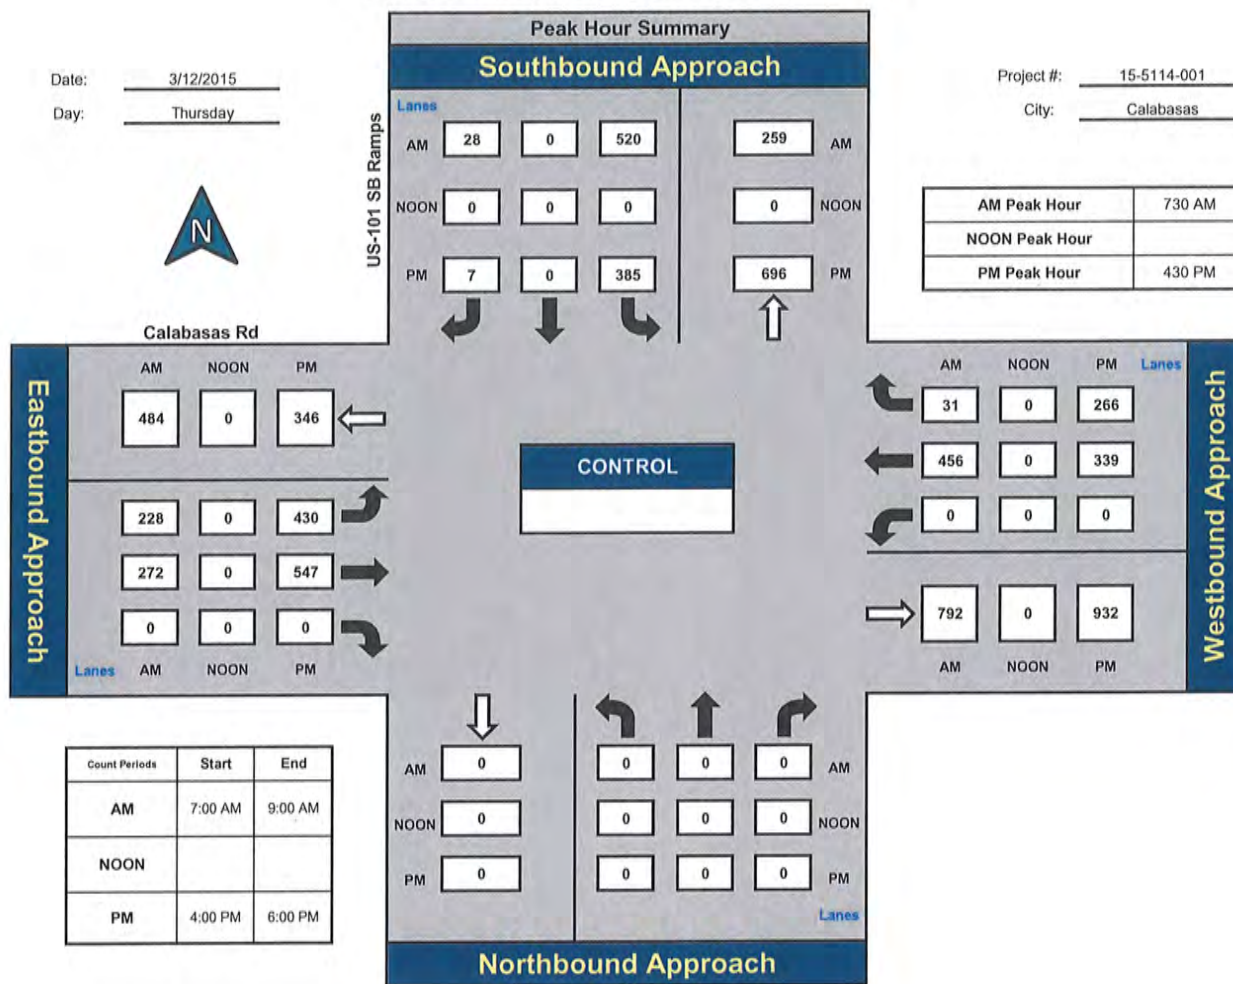 Peak Hour Summary
Southbound Approach
Date: 3/12/2015
Day: Thursday
Project #: 15-5114-001
City: Calabasas
N
US-101 SB Ramps
Lanes
AM 28 0 520 259 AM
NOON 0 0 0 0 NOON
PM 7 0 385 696 PM
AM Peak Hour 730 AM
NOON Peak Hour
PM Peak Hour 430 PM
Calabasas Rd
Eastbound Approach
AM NOON PM
484 0 346
228 0 430
272 0 547
0 0 0
Lanes AM NOON PM
CONTROL
AM NOON PM Lanes
31 0 266
456 0 339
0 0 0
792 0 932
AM NOON PM
Westbound Approach
Count Periods Start End
AM 7:00 AM 9:00 AM
NOON
PM 4:00 PM 6:00 PM
AM 0 0 0 0 AM
NOON 0 0 0 0 NOON
PM 0 0 0 0 PM
Lanes
Northbound Approach